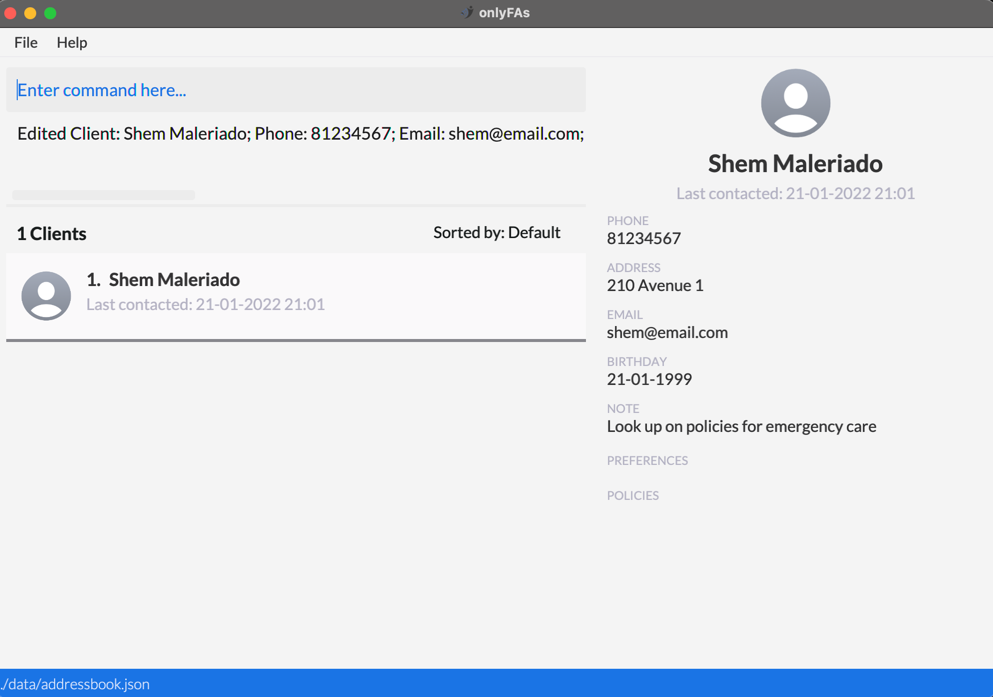 onlyFAs
File Help
Enter command here...
Edited Client: Shem Maleriado; Phone: 81234567; Email: shem@email.com;
1 Clients
Sorted by: Default
1. Shem Maleriado
Last contacted: 21-01-2022 21:01
Shem Maleriado
Last contacted: 21-01-2022 21:01
PHONE
81234567
ADDRESS
210 Avenue 1
EMAIL
shem@email.com
BIRTHDAY
21-01-1999
NOTE
Look up on policies for emergency care
PREFERENCES
POLICIES
./data/addressbook.json